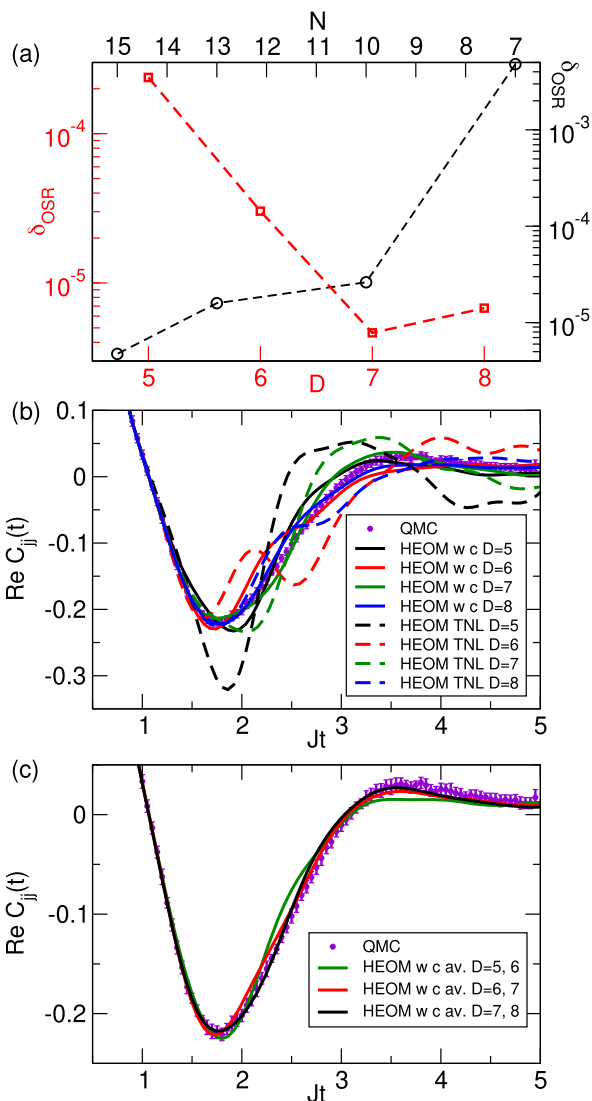 N
15 14 13 12 11 10 9 8 7
(a)
δOSR
10^-4
10^-5
δOSR
10^-3
10^-4
10^-5
5 6 7 8
D
(b)
Re Cjj(t)
0.1
0
-0.1
-0.2
-0.3
QMC
HEOM w c D=5
HEOM w c D=6
HEOM w c D=7
HEOM w c D=8
HEOM TNL D=5
HEOM TNL D=6
HEOM TNL D=7
HEOM TNL D=8
1 2 3 4 5
Jt
(c)
Re Cjj(t)
0
-0.1
-0.2
QMC
HEOM w c av. D=5, 6
HEOM w c av. D=6, 7
HEOM w c av. D=7, 8
1 2 3 4 5
Jt